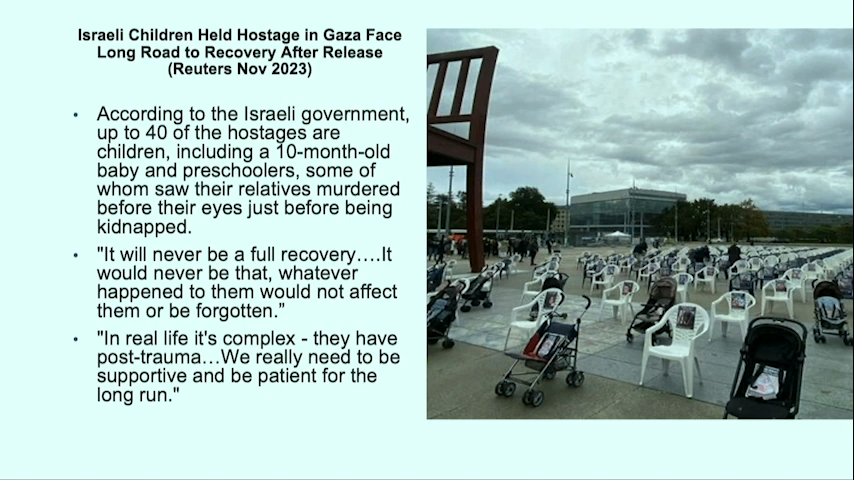 Israeli Children Held Hostage in Gaza Face
Long Road to Recovery After Release
(Reuters Nov 2023)
• According to the Israeli government,
up to 40 of the hostages are
children, including a 10-month-old
baby and preschoolers, some of
whom saw their relatives murdered
before their eyes just before being
kidnapped.
• "It will never be a full recovery….It
would never be that, whatever
happened to them would not affect
them or be forgotten.”
• "In real life it's complex - they have
post-trauma…We really need to be
supportive and be patient for the
long run."